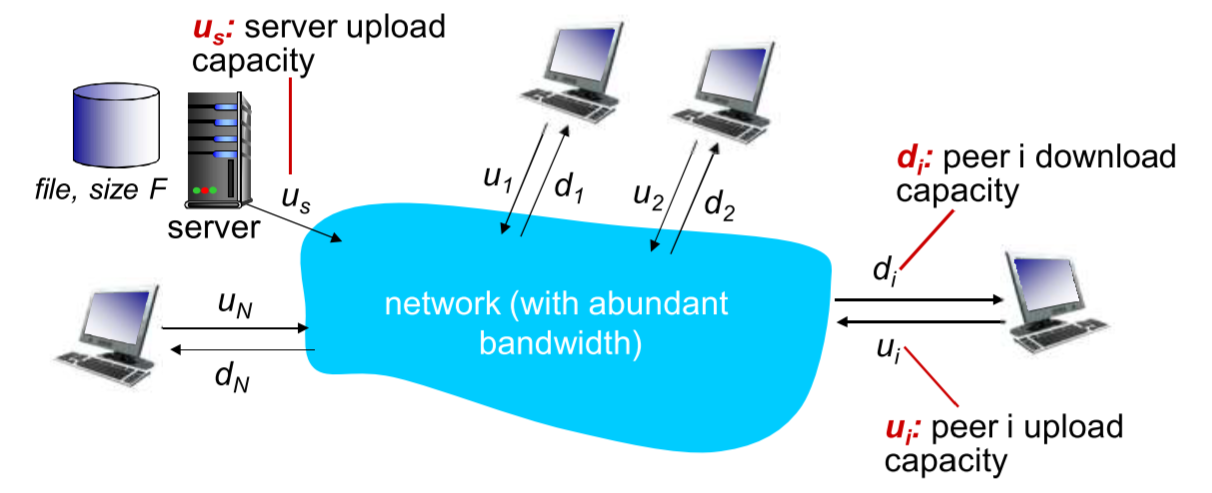 u_s: server upload
capacity
file, size F
u_s
server
u_1
d_1
u_2
d_2
d_i: peer i download
capacity
d_i
u_N
d_N
network (with abundant
bandwidth)
u_i
u_i: peer i upload
capacity